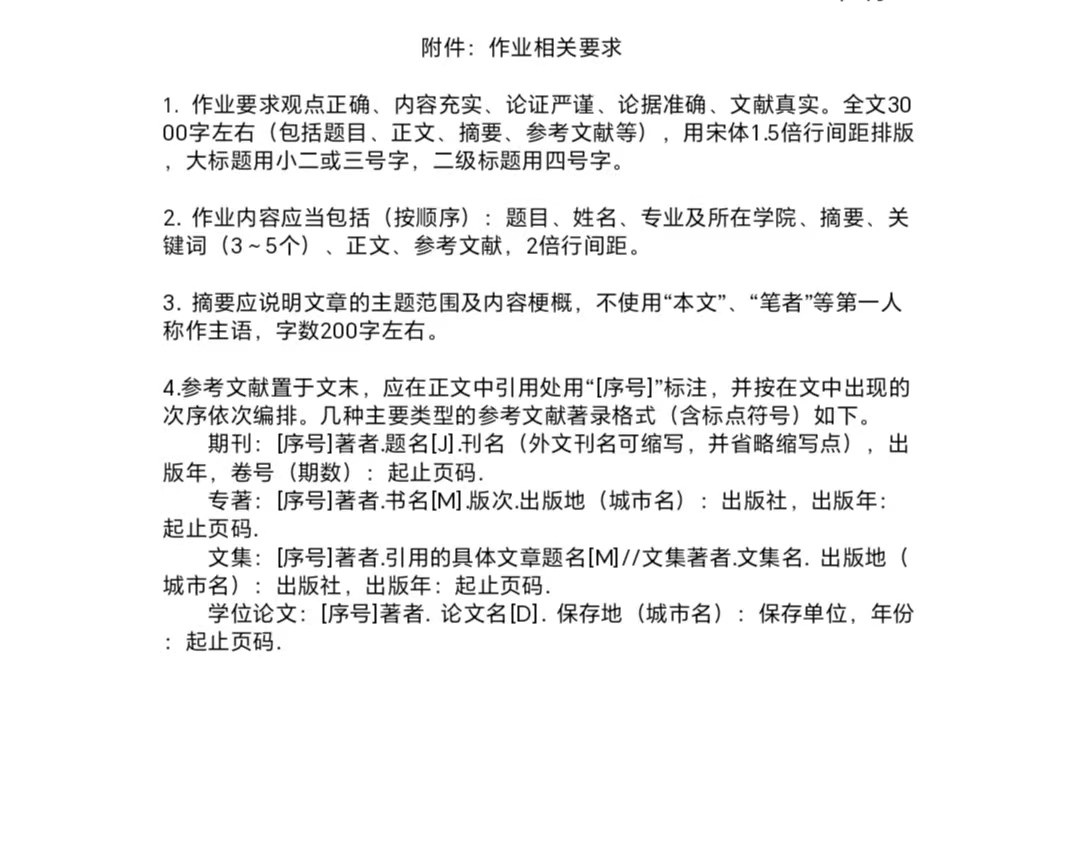 附件：作业相关要求
1. 作业要求观点正确、内容充实、论证严谨、论据准确、文献真实。全文30
00字左右（包括题目、正文、摘要、参考文献等），用宋体1.5倍行间距排版
，大标题用小二或三号字，二级标题用四号字。
2. 作业内容应当包括（按顺序）：题目、姓名、专业及所在学院、摘要、关
键词（3～5个）、正文、参考文献，2倍行间距。
3. 摘要应说明文章的主题范围及内容梗概，不使用“本文”、“笔者”等第一人
称作主语，字数200字左右。
4.参考文献置于文末，应在正文中引用处用“[序号]”标注，并按在文中出现的
次序依次编排。几种主要类型的参考文献著录格式（含标点符号）如下。
期刊：[序号]著者.题名[J].刊名（外文刊名可缩写，并省略缩写点），出
版年，卷号（期数）：起止页码.
专著：[序号]著者.书名[M].版次.出版地（城市名）：出版社，出版年：
起止页码.
文集：[序号]著者.引用的具体文章题名[M]//文集著者.文集名. 出版地（
城市名）：出版社，出版年：起止页码.
学位论文：[序号]著者. 论文名[D]. 保存地（城市名）：保存单位，年份
：起止页码.